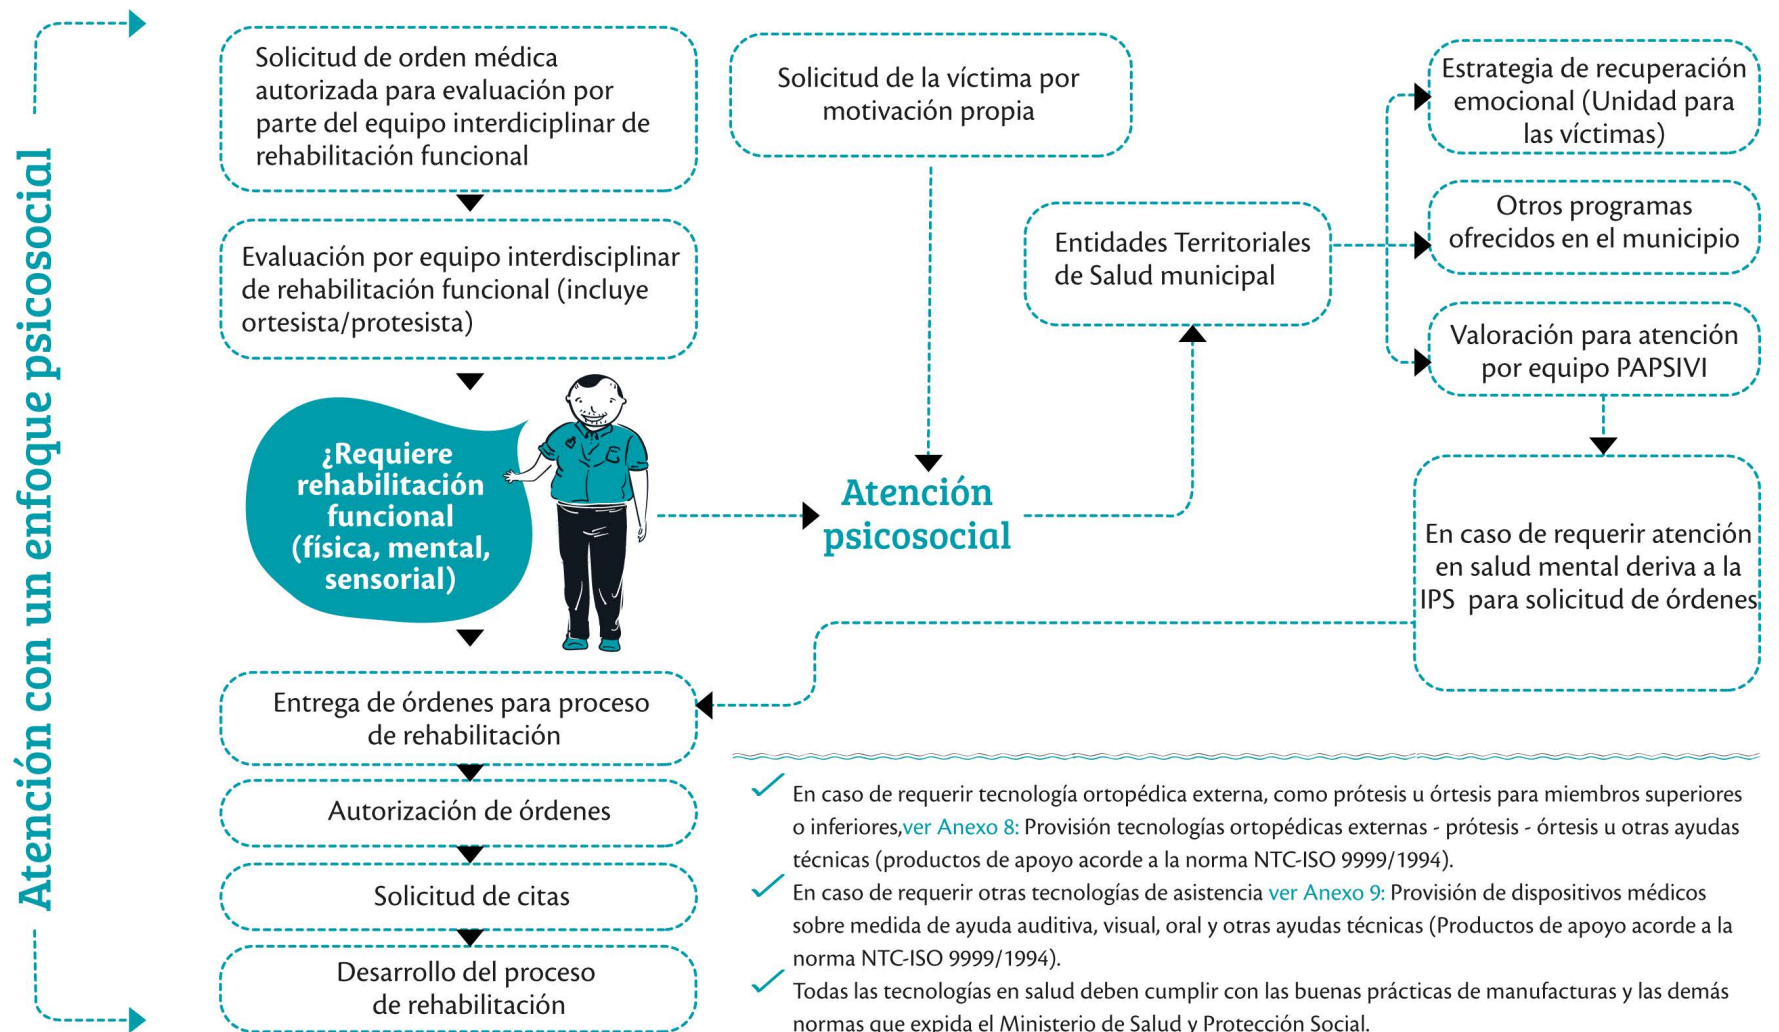 Atención con un enfoque psicosocial
Solicitud de orden médica
autorizada para evaluación por
parte del equipo interdiciplinar de
rehabilitación funcional
Evaluación por equipo interdisciplinar
de rehabilitación funcional (incluye
ortesista/protesista)
¿Requiere
rehabilitación
funcional
(física, mental,
sensorial)
Entrega de órdenes para proceso
de rehabilitación
Autorización de órdenes
Solicitud de citas
Desarrollo del proceso
de rehabilitación
Solicitud de la víctima por
motivación propia
Atención
psicosocial
Entidades Territoriales
de Salud municipal
Estrategia de recuperación
emocional (Unidad para
las víctimas)
Otros programas
ofrecidos en el municipio
Valoración para atención
por equipo PAPSIVI
En caso de requerir atención
en salud mental deriva a la
IPS para solicitud de órdenes
En caso de requerir tecnología ortopédica externa, como prótesis u órtesis para miembros superiores
o inferiores,ver Anexo 8: Provisión tecnologías ortopédicas externas - prótesis - órtesis u otras ayudas
técnicas (productos de apoyo acorde a la norma NTC-ISO 9999/1994).
En caso de requerir otras tecnologías de asistencia ver Anexo 9: Provisión de dispositivos médicos
sobre medida de ayuda auditiva, visual, oral y otras ayudas técnicas (Productos de apoyo acorde a la
norma NTC-ISO 9999/1994).
Todas las tecnologías en salud deben cumplir con las buenas prácticas de manufacturas y las demás
normas que expida el Ministerio de Salud y Protección Social.